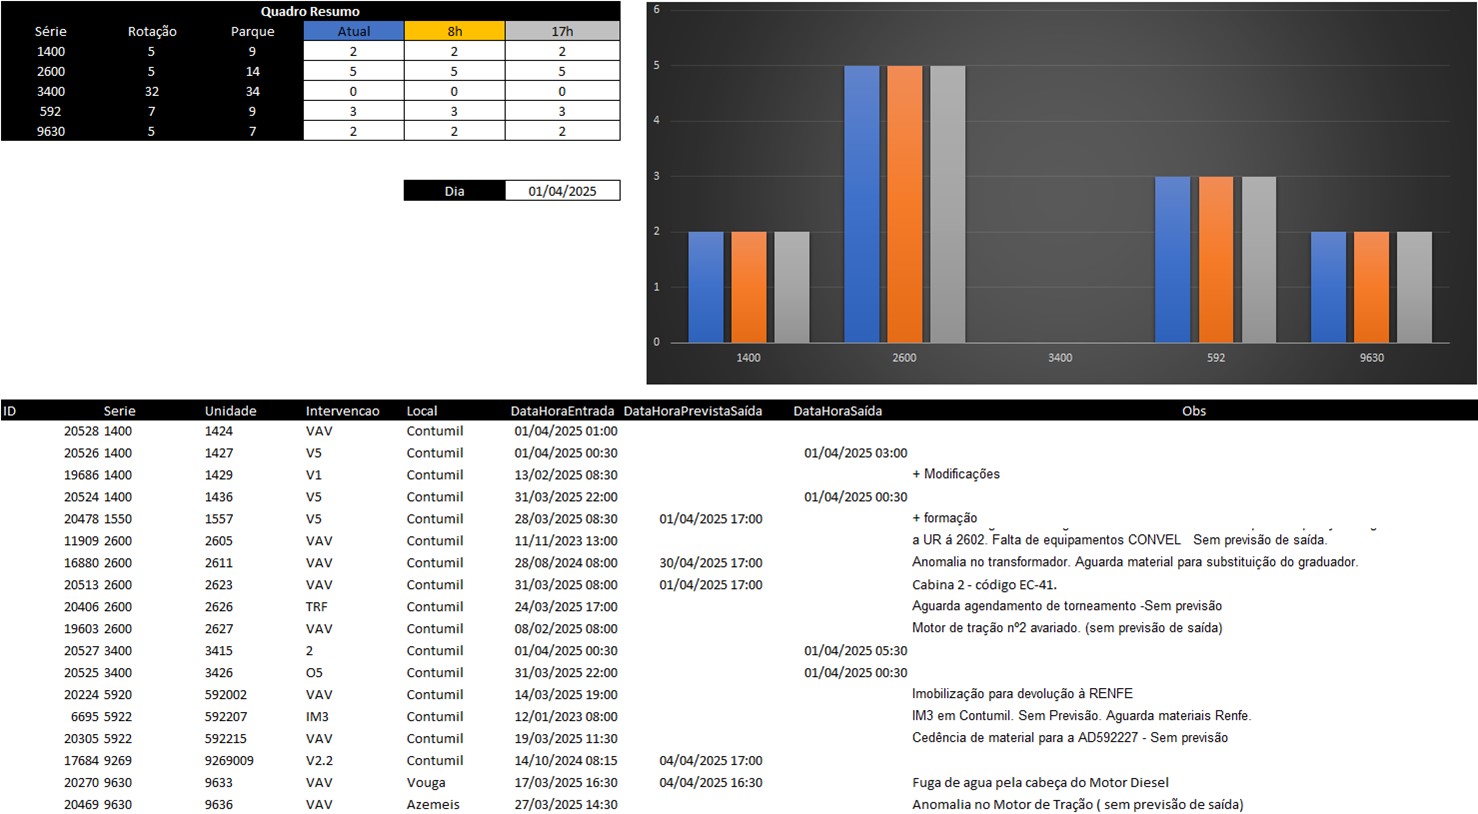 Quadro Resumo
Série Rotação Parque Atual 8h 17h
1400 5 9 2 2 2
2600 5 14 5 5 5
3400 32 34 0 0 0
592 7 9 3 3 3
9630 5 7 2 2 2
Dia 01/04/2025
6
5
4
3
2
1
0
1400 2600 3400 592 9630
ID Serie Unidade Intervencao Local DataHoraEntrada DataHoraPrevistaSaída DataHoraSaída Obs
20528 1400 1424 VAV Contumil 01/04/2025 01:00
20526 1400 1427 V5 Contumil 01/04/2025 00:30 01/04/2025 03:00
19686 1400 1429 V1 Contumil 13/02/2025 08:30 + Modificações
20524 1400 1436 V5 Contumil 31/03/2025 22:00 01/04/2025 00:30
20478 1550 1557 V5 Contumil 28/03/2025 08:30 01/04/2025 17:00 + formação
11909 2600 2605 VAV Contumil 11/11/2023 13:00 a UR á 2602. Falta de equipamentos CONVEL Sem previsão de saída.
16880 2600 2611 VAV Contumil 28/08/2024 08:00 30/04/2025 17:00 Anomalia no transformador. Aguarda material para substituição do graduador.
20513 2600 2623 VAV Contumil 31/03/2025 08:00 01/04/2025 17:00 Cabina 2 - código EC-41.
20406 2600 2626 TRF Contumil 24/03/2025 17:00 Aguarda agendamento de torneamento -Sem previsão
19603 2600 2627 VAV Contumil 08/02/2025 08:00 Motor de tração nº2 avariado. (sem previsão de saída)
20527 3400 3415 2 Contumil 01/04/2025 00:30 01/04/2025 05:30
20525 3400 3426 O5 Contumil 31/03/2025 22:00 01/04/2025 00:30
20224 5920 592002 VAV Contumil 14/03/2025 19:00 Imobilização para devolução à RENFE
6695 5922 592207 IM3 Contumil 12/01/2023 08:00 IM3 em Contumil. Sem Previsão. Aguarda materiais Renfe.
20305 5922 592215 VAV Contumil 19/03/2025 11:30 Cedência de material para a AD592227 - Sem previsão
17684 9269 9269009 V2.2 Contumil 14/10/2024 08:15 04/04/2025 17:00
20270 9630 9633 VAV Vouga 17/03/2025 16:30 04/04/2025 16:30 Fuga de agua pela cabeça do Motor Diesel
20469 9630 9636 VAV Azemeis 27/03/2025 14:30 Anomalia no Motor de Tração ( sem previsão de saída)